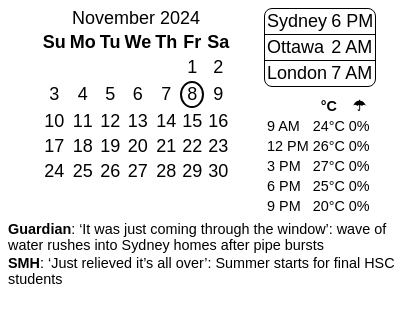 November 2024
Su Mo Tu We Th Fr Sa
1 2
3 4 5 6 7 8 9
10 11 12 13 14 15 16
17 18 19 20 21 22 23
24 25 26 27 28 29 30
Sydney 6 PM
Ottawa 2 AM
London 7 AM
°C ☂
9 AM 24°C 0%
12 PM 26°C 0%
3 PM 27°C 0%
6 PM 25°C 0%
9 PM 20°C 0%
Guardian: ‘It was just coming through the window’: wave of
water rushes into Sydney homes after pipe bursts
SMH: ‘Just relieved it’s all over’: Summer starts for final HSC
students